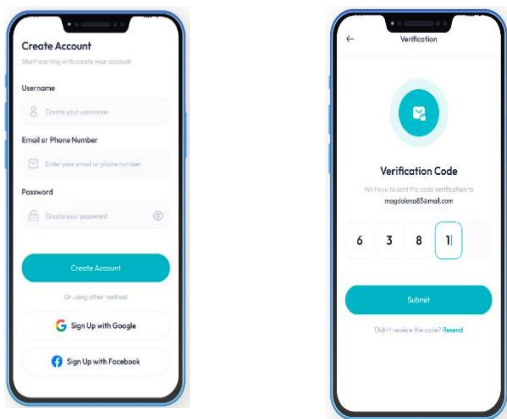 Create Account
Start learning with create your account
Username
Create your username
Email or Phone Number
Enter your email or phone number
Password
Create your password
Create Account
Or using other method
Sign Up with Google
Sign Up with Facebook
Verification
Verification Code
We have to sent the code verification to
magdalena83@mail.com
6 3 8 1
Submit
Didn't receive the code? Resend